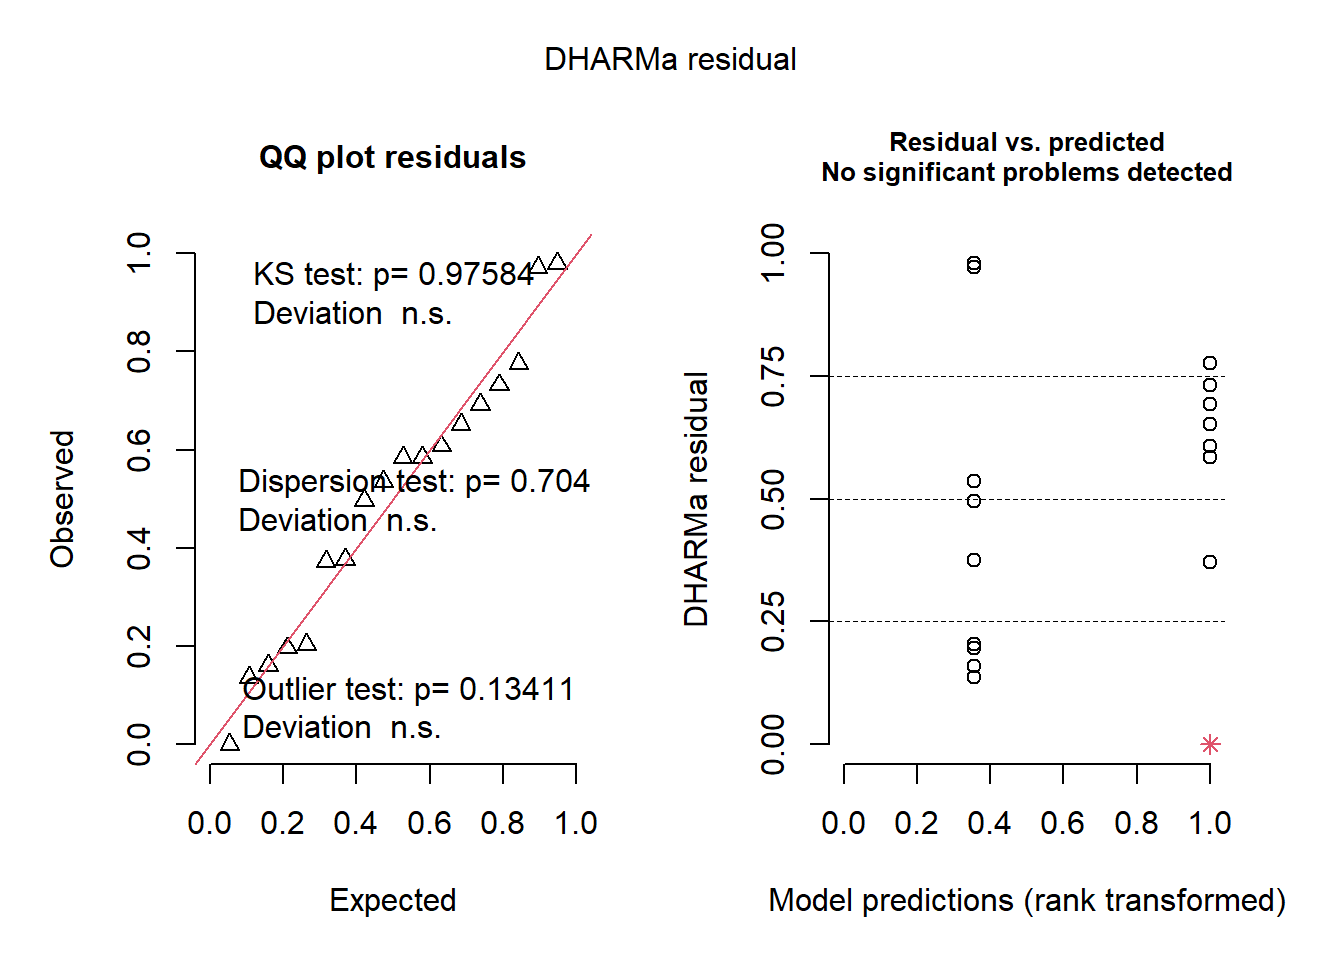 DHARMa residual
QQ plot residuals
KS test: p= 0.97584
Deviation  n.s.
Dispersion test: p= 0.704
Deviation  n.s.
Outlier test: p= 0.13411
Deviation  n.s.
Observed
0.0
0.2
0.4
0.6
0.8
1.0
0.0 0.2 0.4 0.6 0.8 1.0
Expected
Residual vs. predicted
No significant problems detected
DHARMa residual
0.00
0.25
0.50
0.75
1.00
0.0 0.2 0.4 0.6 0.8 1.0
Model predictions (rank transformed)